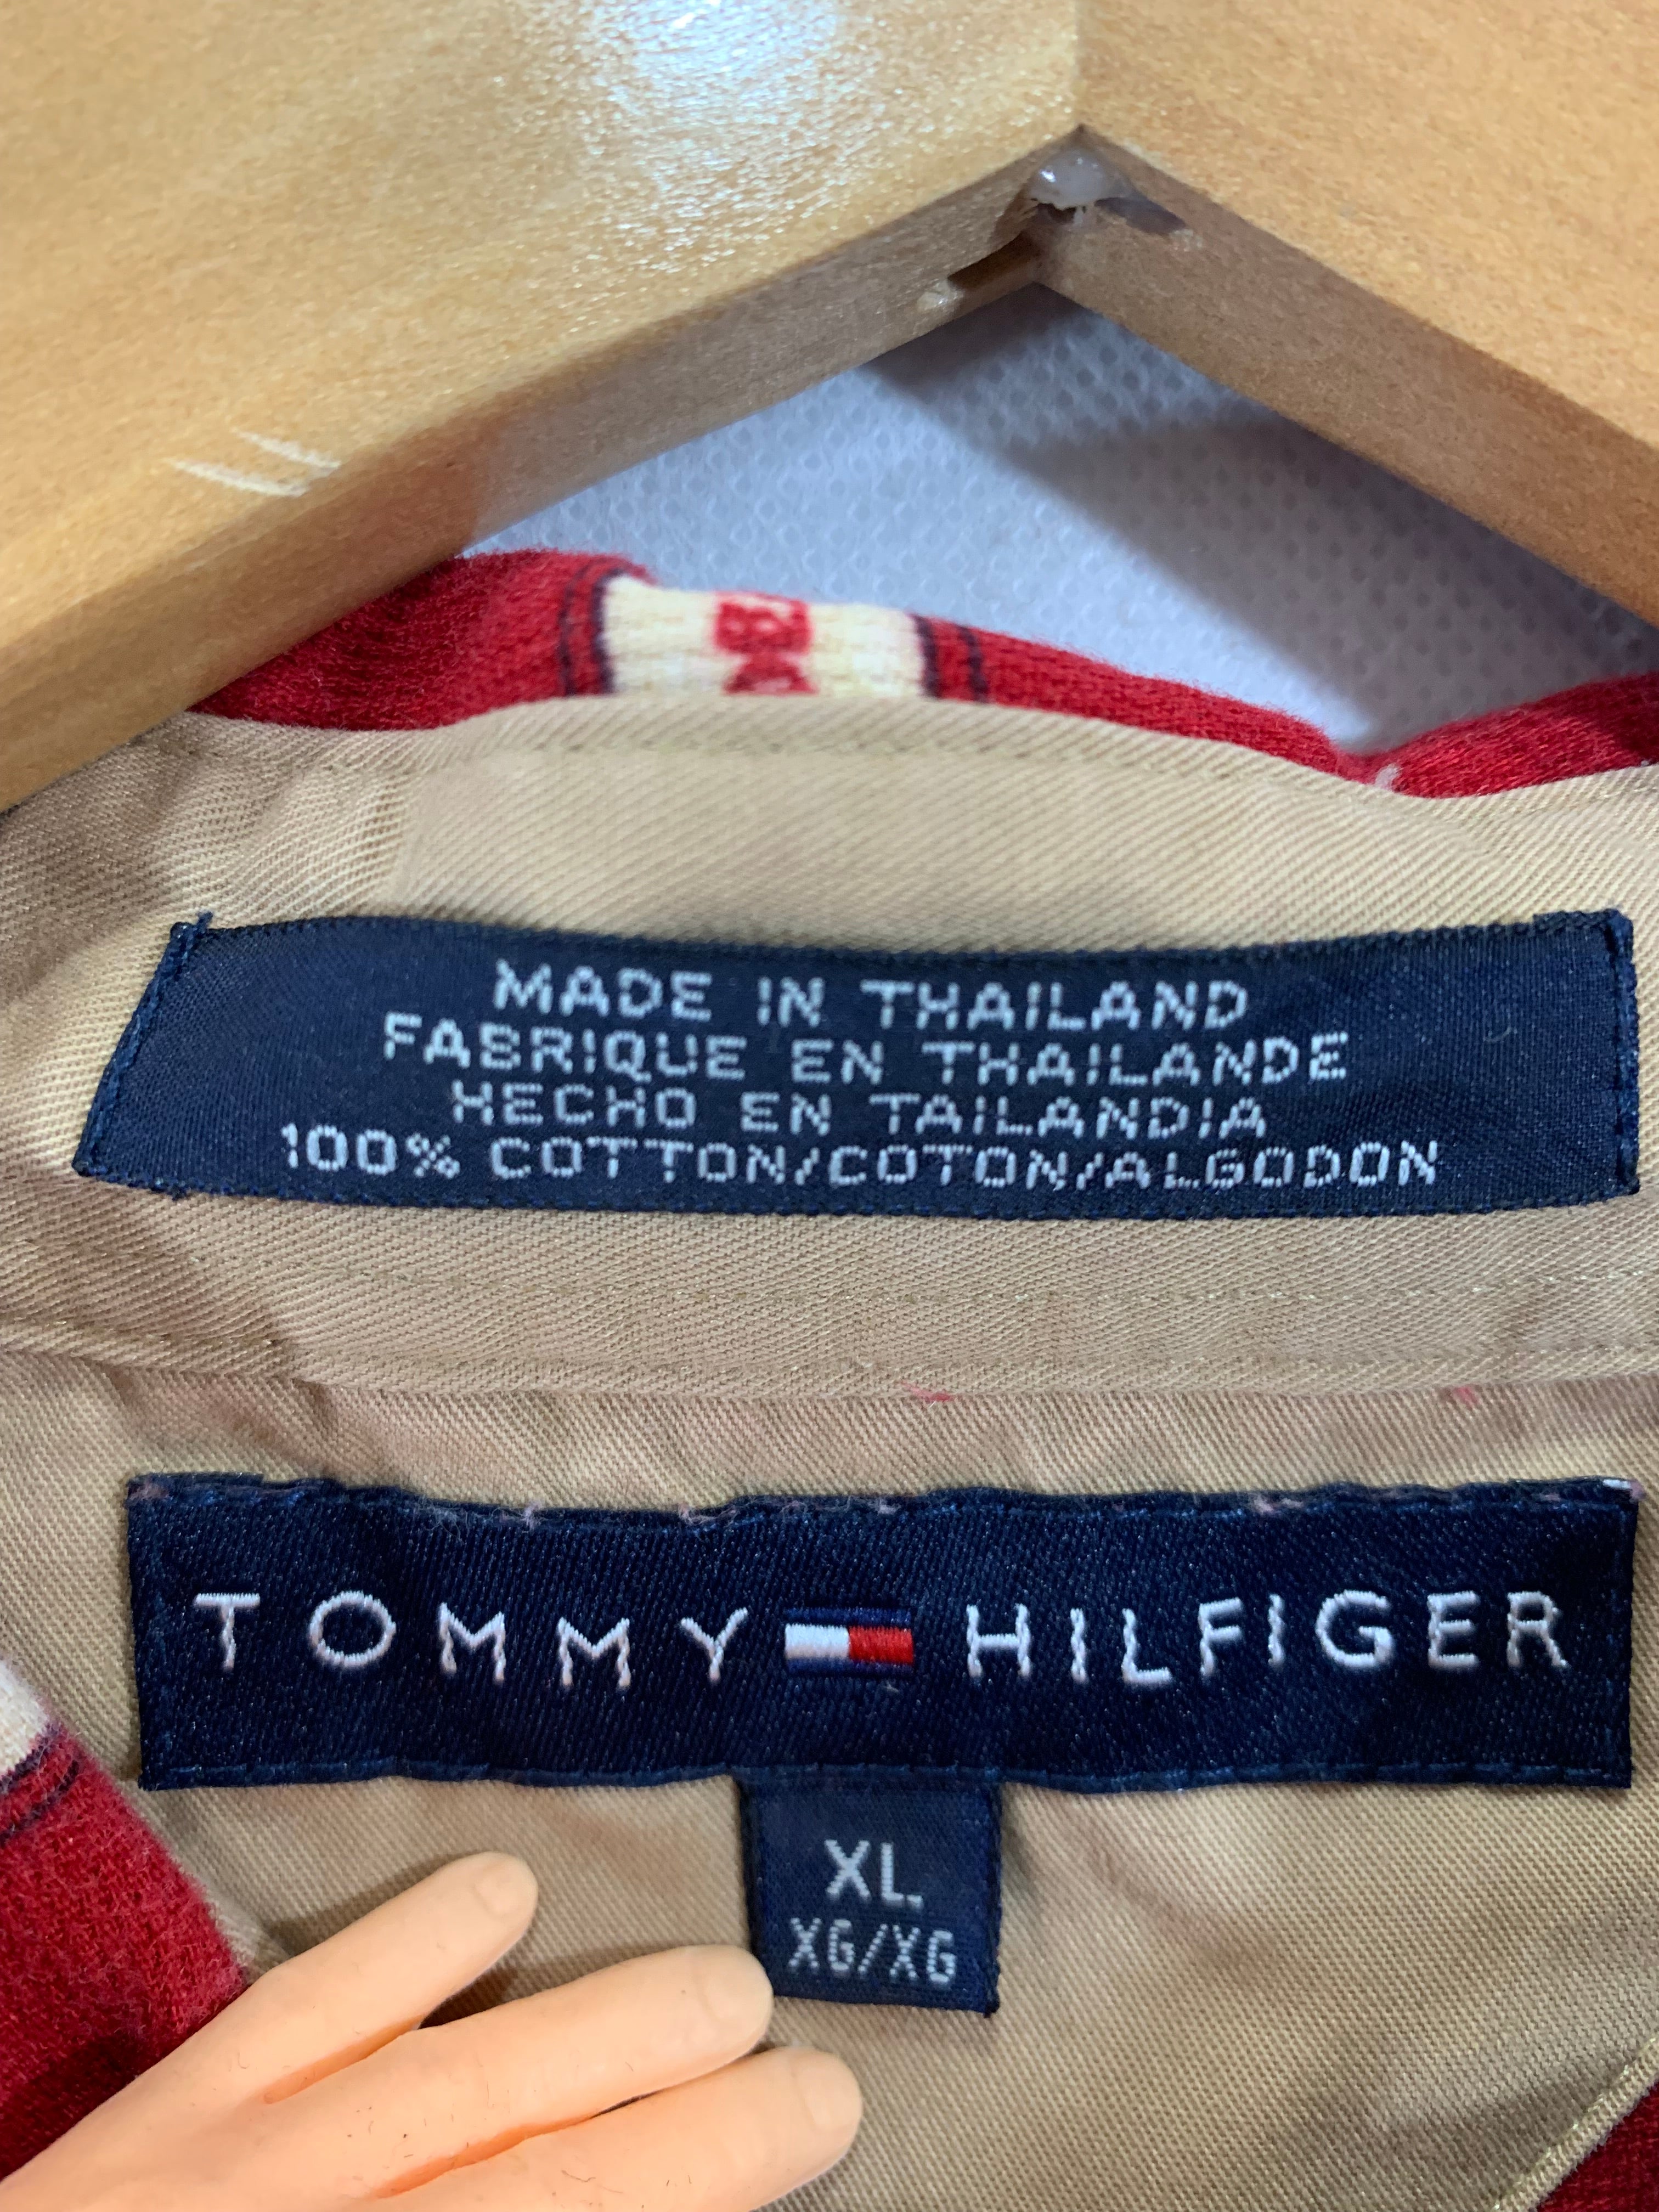 MADE IN THAILAND
FABRIQUE EN THAILANDE
HECHO EN TAILANDIA
100% COTTON/COTON/ALGODON
TOMMY HILFIGER
XL
XG/XG